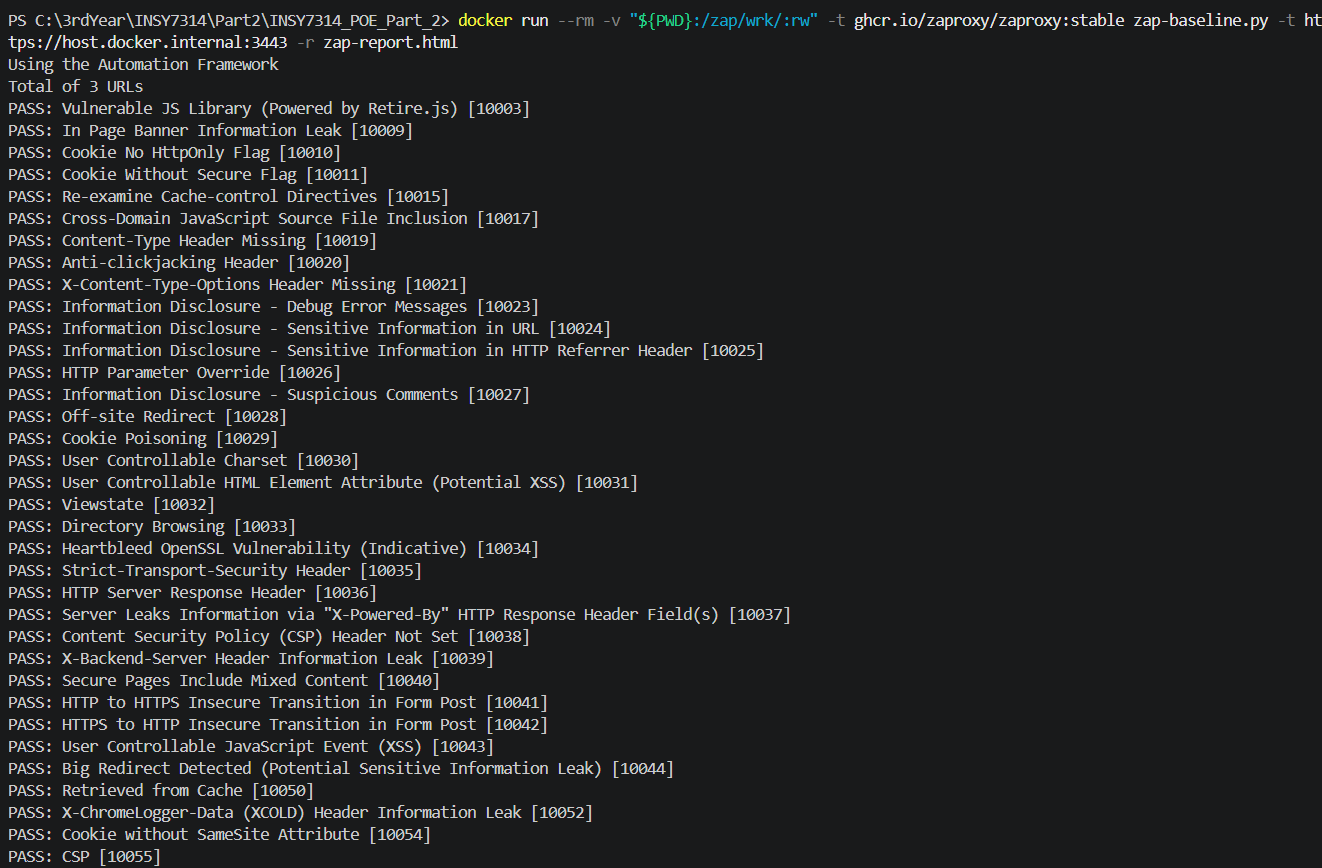 PS C:\3rdYear\INSY7314\Part2\INSY7314_POE_Part_2> docker run --rm -v "${PWD}:/zap/wrk/:rw" -t ghcr.io/zaproxy/zaproxy:stable zap-baseline.py -t ht
tps://host.docker.internal:3443 -r zap-report.html
Using the Automation Framework
Total of 3 URLs
PASS: Vulnerable JS Library (Powered by Retire.js) [10003]
PASS: In Page Banner Information Leak [10009]
PASS: Cookie No HttpOnly Flag [10010]
PASS: Cookie Without Secure Flag [10011]
PASS: Re-examine Cache-control Directives [10015]
PASS: Cross-Domain JavaScript Source File Inclusion [10017]
PASS: Content-Type Header Missing [10019]
PASS: Anti-clickjacking Header [10020]
PASS: X-Content-Type-Options Header Missing [10021]
PASS: Information Disclosure - Debug Error Messages [10023]
PASS: Information Disclosure - Sensitive Information in URL [10024]
PASS: Information Disclosure - Sensitive Information in HTTP Referrer Header [10025]
PASS: HTTP Parameter Override [10026]
PASS: Information Disclosure - Suspicious Comments [10027]
PASS: Off-site Redirect [10028]
PASS: Cookie Poisoning [10029]
PASS: User Controllable Charset [10030]
PASS: User Controllable HTML Element Attribute (Potential XSS) [10031]
PASS: Viewstate [10032]
PASS: Directory Browsing [10033]
PASS: Heartbleed OpenSSL Vulnerability (Indicative) [10034]
PASS: Strict-Transport-Security Header [10035]
PASS: HTTP Server Response Header [10036]
PASS: Server Leaks Information via "X-Powered-By" HTTP Response Header Field(s) [10037]
PASS: Content Security Policy (CSP) Header Not Set [10038]
PASS: X-Backend-Server Header Information Leak [10039]
PASS: Secure Pages Include Mixed Content [10040]
PASS: HTTP to HTTPS Insecure Transition in Form Post [10041]
PASS: HTTPS to HTTP Insecure Transition in Form Post [10042]
PASS: User Controllable JavaScript Event (XSS) [10043]
PASS: Big Redirect Detected (Potential Sensitive Information Leak) [10044]
PASS: Retrieved from Cache [10050]
PASS: X-ChromeLogger-Data (XCOLD) Header Information Leak [10052]
PASS: Cookie without SameSite Attribute [10054]
PASS: CSP [10055]